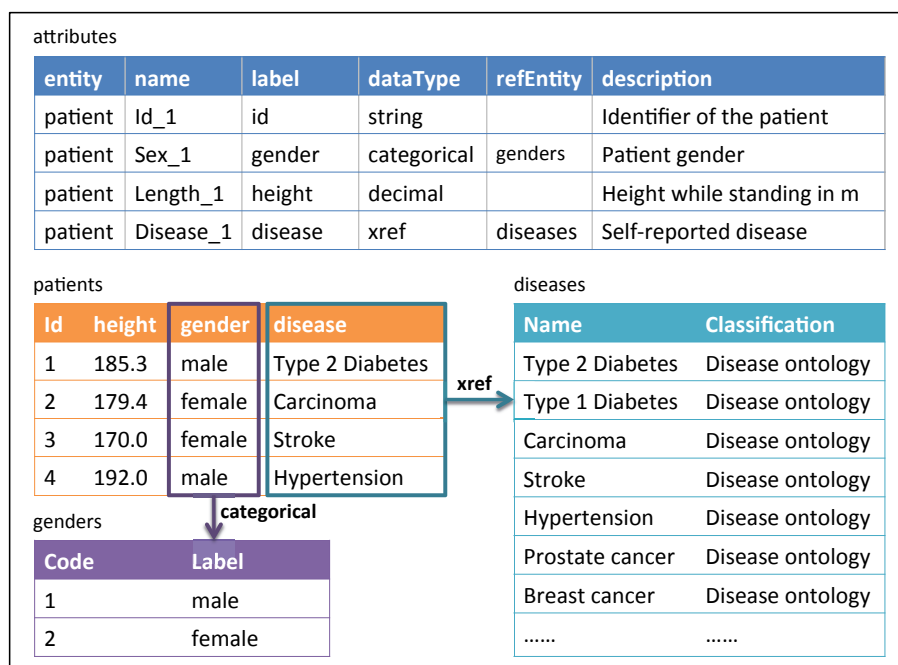 attributes
entity name label dataType refEntity description
patient Id_1 id string Identifier of the patient
patient Sex_1 gender categorical genders Patient gender
patient Length_1 height decimal Height while standing in m
patient Disease_1 disease xref diseases Self-reported disease
patients
Id height gender disease
1 185.3 male Type 2 Diabetes
2 179.4 female Carcinoma
3 170.0 female Stroke
4 192.0 male Hypertension
xref
diseases
Name Classification
Type 2 Diabetes Disease ontology
Type 1 Diabetes Disease ontology
Carcinoma Disease ontology
Stroke Disease ontology
Hypertension Disease ontology
Prostate cancer Disease ontology
Breast cancer Disease ontology
...... ......
categorical
genders
Code Label
1 male
2 female